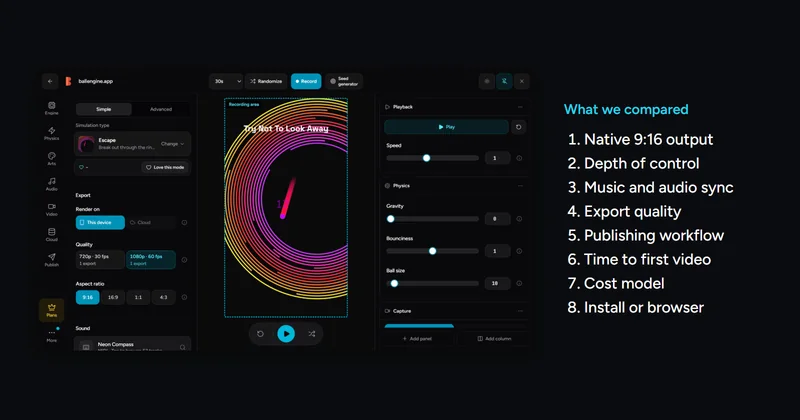 ballengine.app
30s
Randomize
Record
Seed generator
Engine
Physics
Arts
Audio
Video
Cloud
Publish
Plans
More
Simple
Advanced
Simulation type
Escape
Change
Love this mode
Export
Render on
This device
Cloud
Quality
720p · 30 fps
1 export
1080p · 60 fps
1 export
Aspect ratio
9:16
16:9
1:1
4:3
Sound
Neon Compass
Recording area
Try Not To Look Away
Playback
Play
Speed
1
Physics
Gravity
0
Bounciness
1
Ball size
10
Capture
+ Add panel
Add column
What we compared
1. Native 9:16 output
2. Depth of control
3. Music and audio sync
4. Export quality
5. Publishing workflow
6. Time to first video
7. Cost model
8. Install or browser